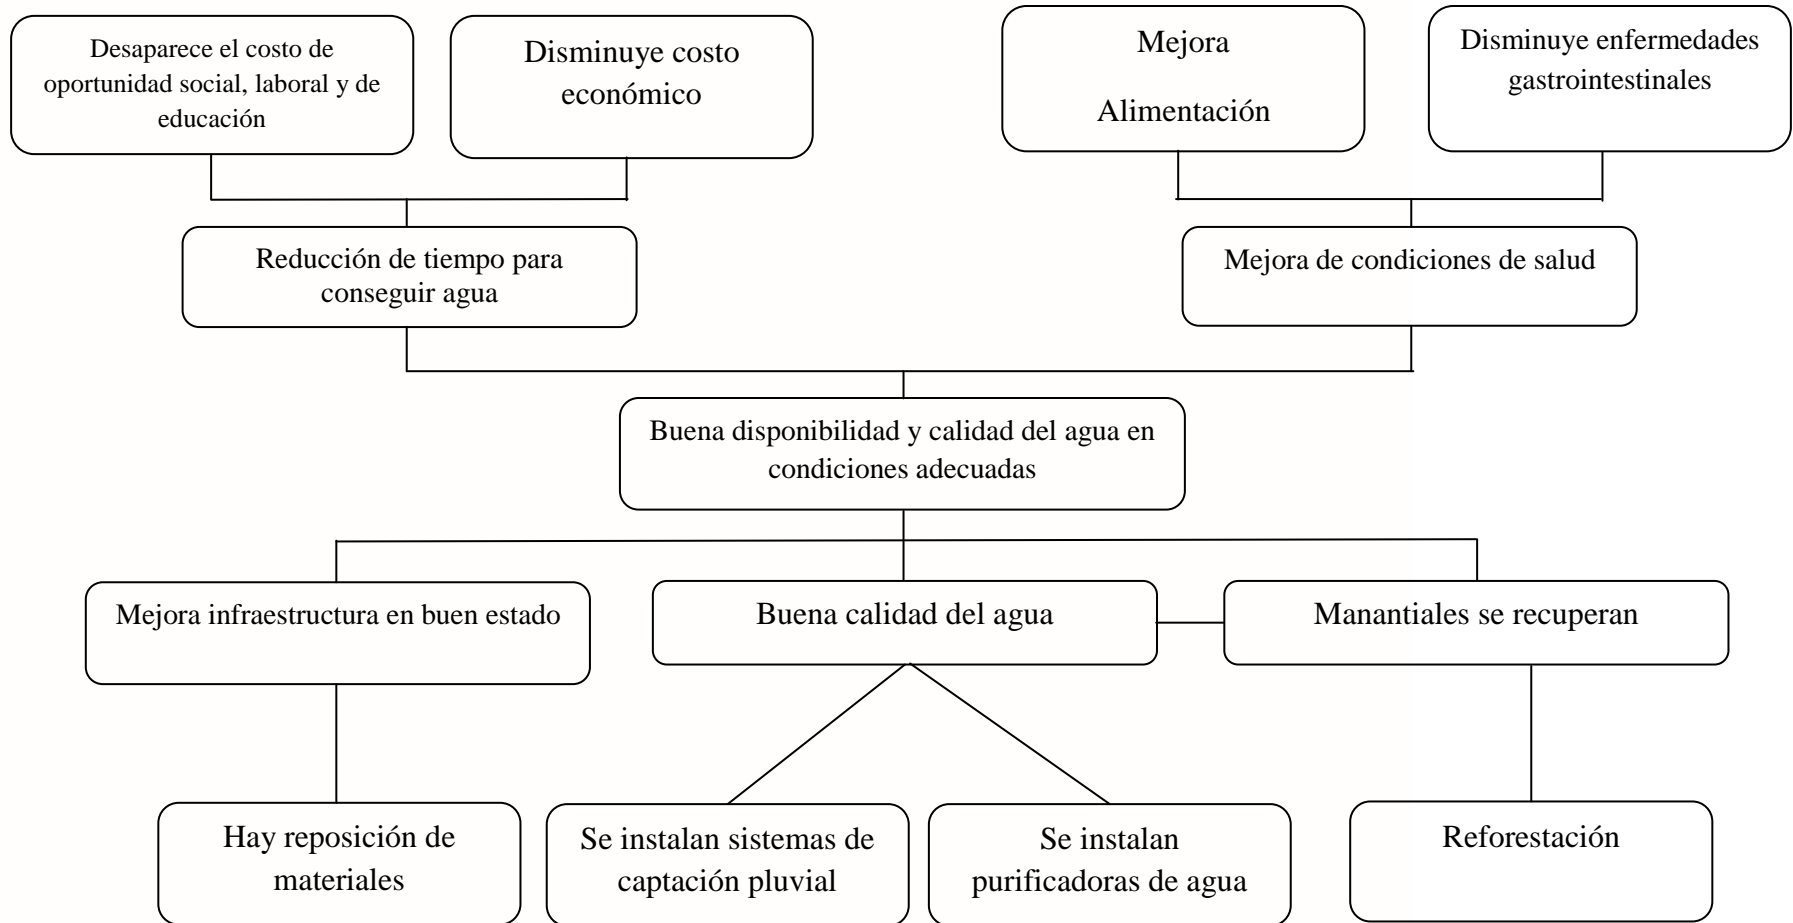 Desaparece el costo de
oportunidad social, laboral y de
educación
Disminuye costo
económico
Mejora
Alimentación
Disminuye enfermedades
gastrointestinales
Reducción de tiempo para
conseguir agua
Mejora de condiciones de salud
Buena disponibilidad y calidad del agua en
condiciones adecuadas
Mejora infraestructura en buen estado
Buena calidad del agua
Manantiales se recuperan
Hay reposición de
materiales
Se instalan sistemas de
captación pluvial
Se instalan
purificadoras de agua
Reforestación